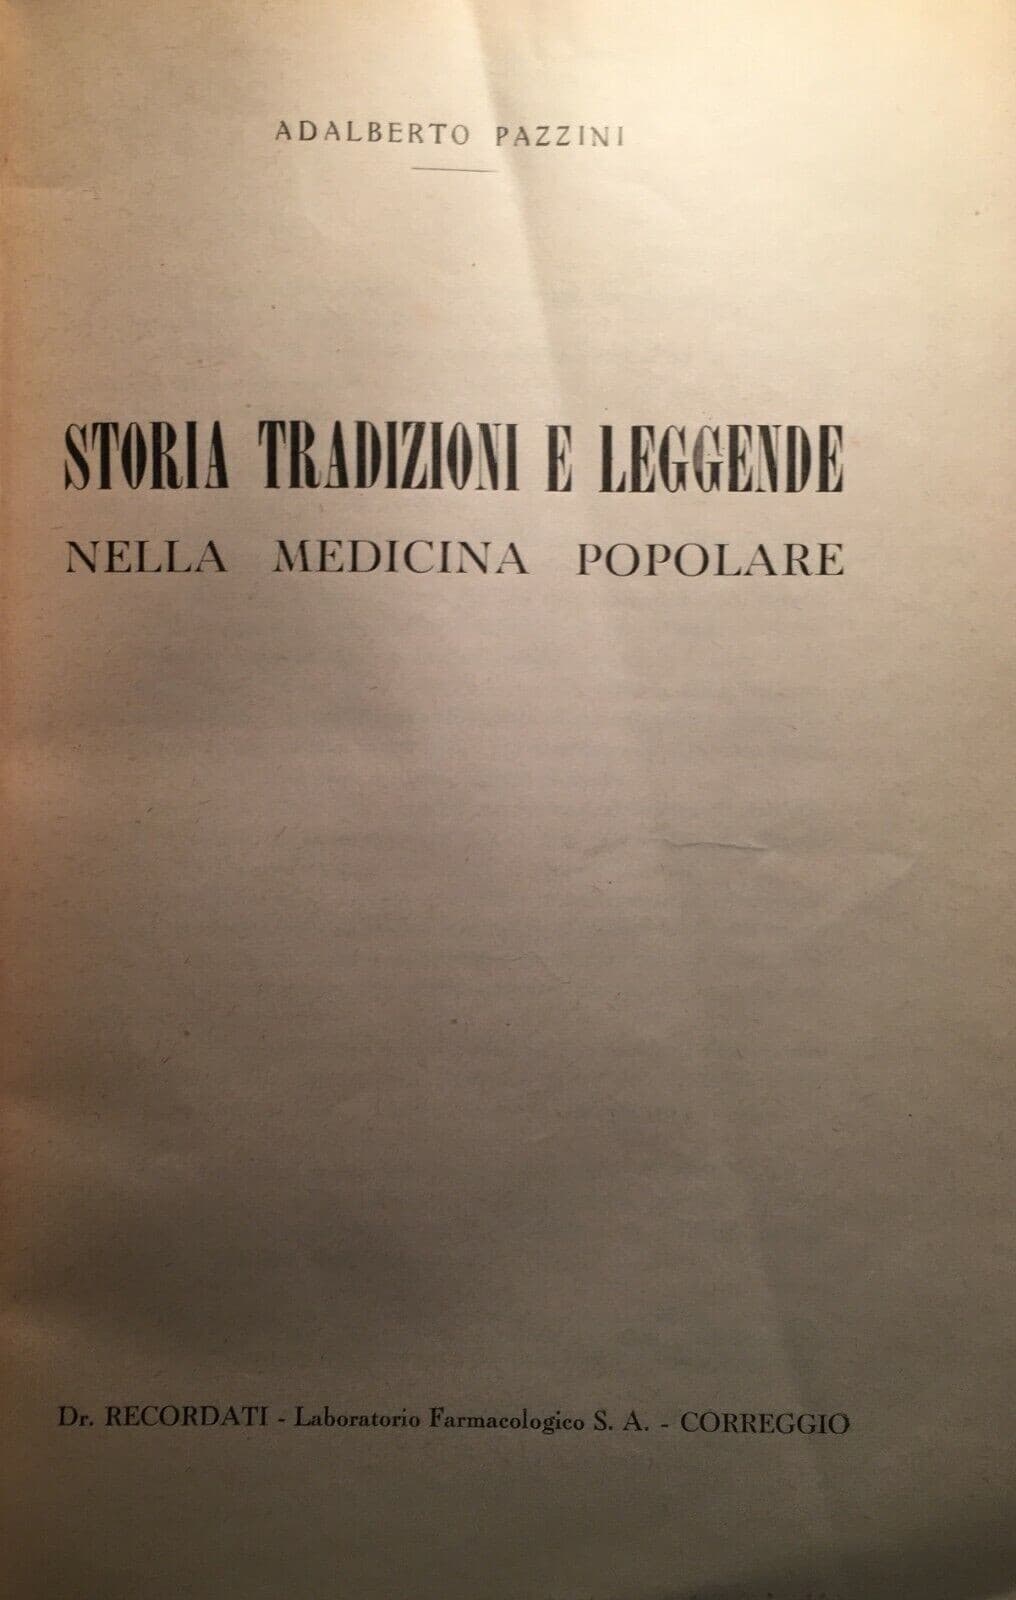 ADALBERTO PAZZINI
STORIA TRADIZIONI E LEGGENDE
NELLA MEDICINA POPOLARE
Dr. RECORDATI - Laboratorio Farmacologico S. A. - CORREGGIO